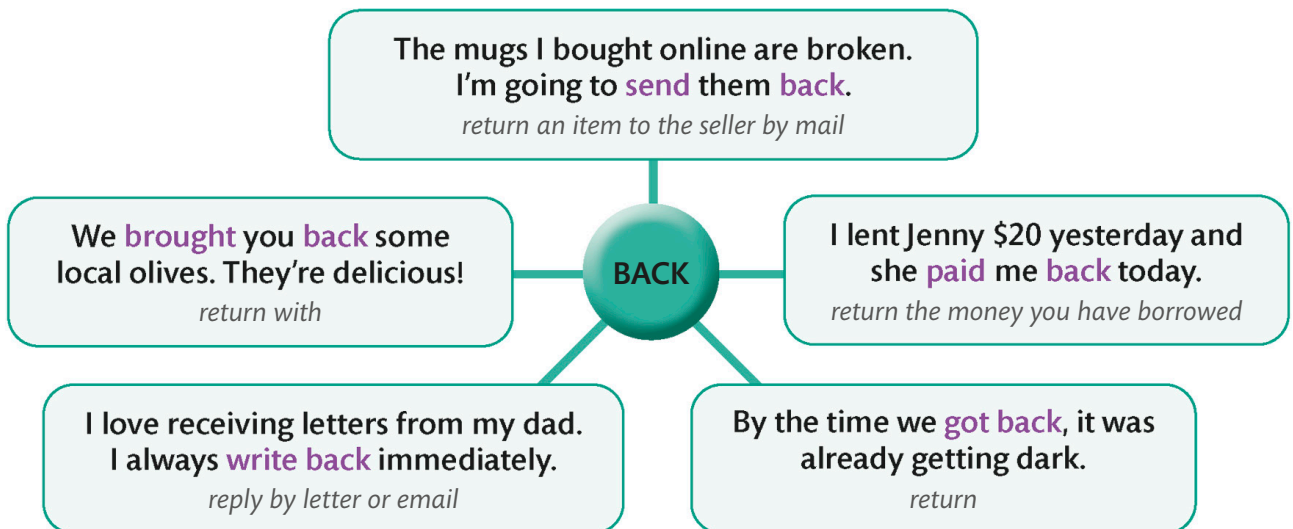 The mugs I bought online are broken.
I'm going to send them back.
return an item to the seller by mail
We brought you back some
local olives. They're delicious!
return with
BACK
I lent Jenny $20 yesterday and
she paid me back today.
return the money you have borrowed
I love receiving letters from my dad.
I always write back immediately.
reply by letter or email
By the time we got back, it was
already getting dark.
return